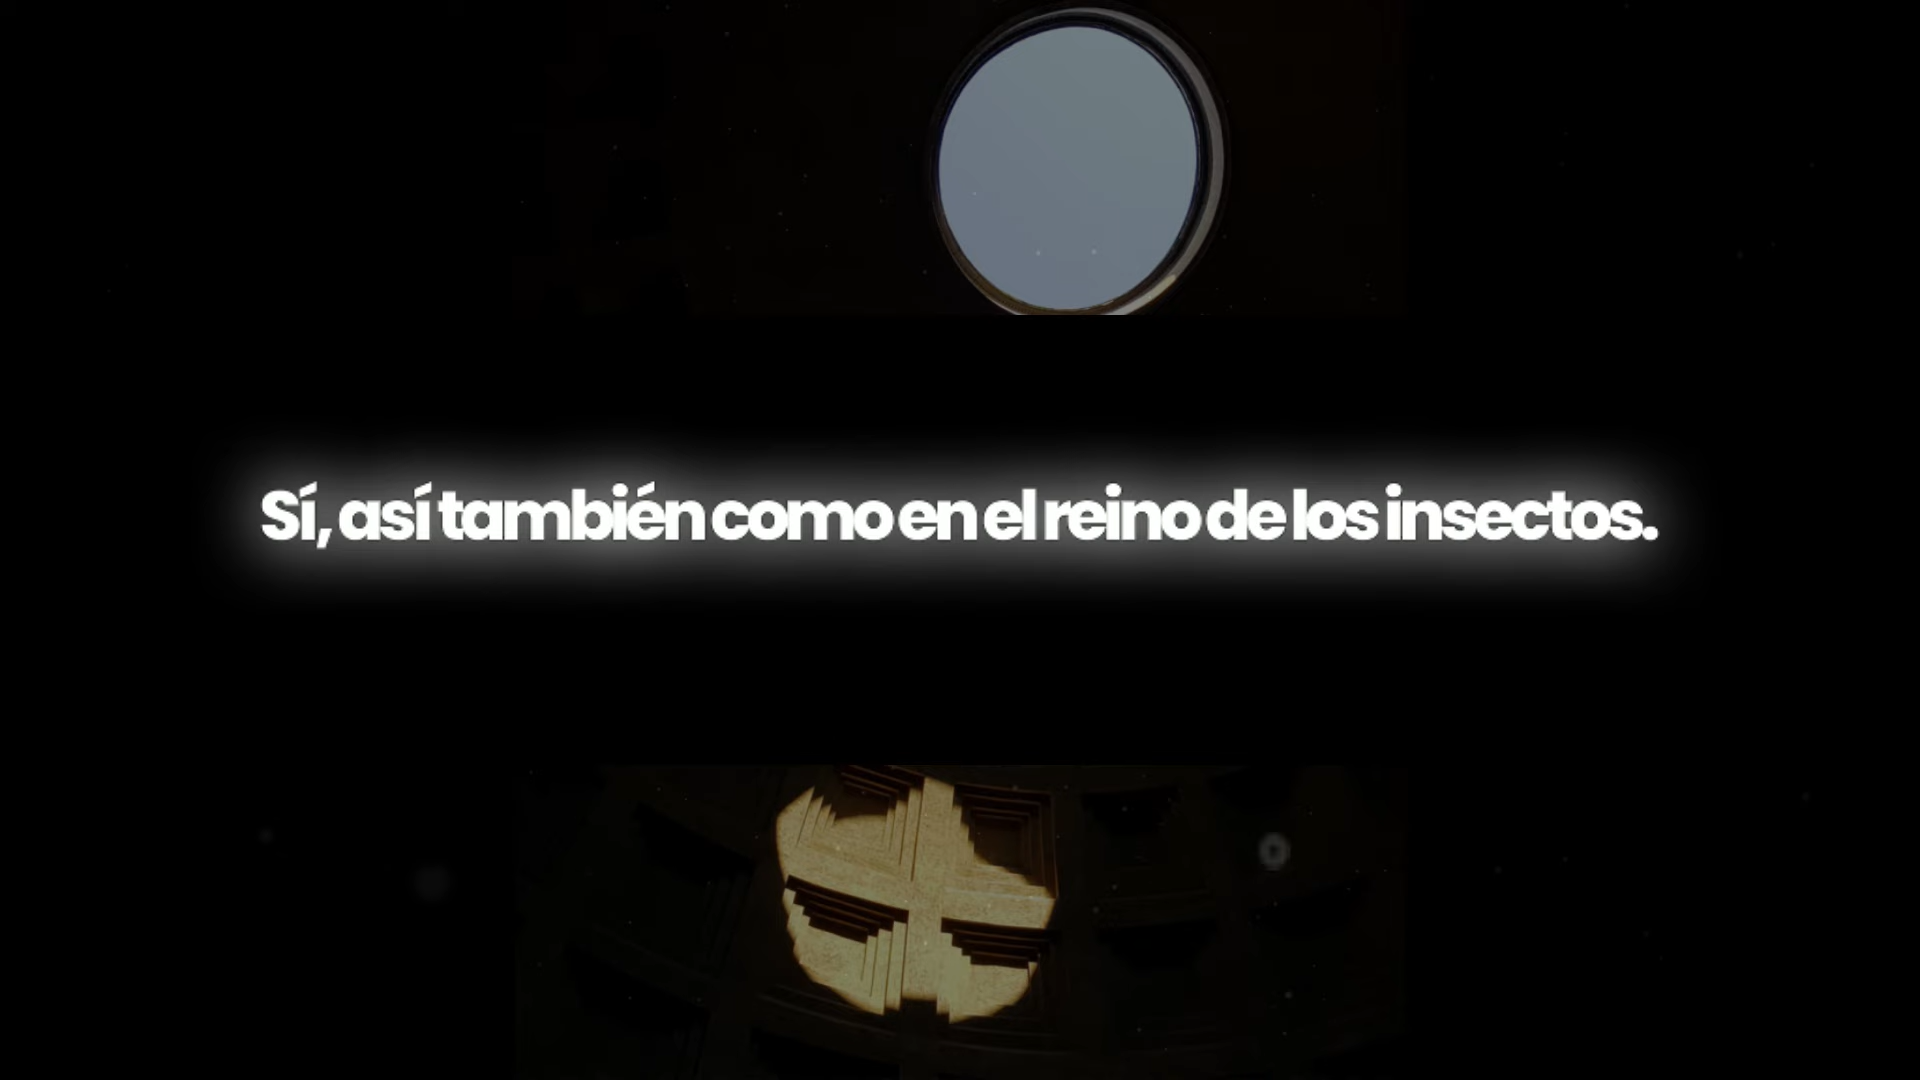 Sí, así también como en el reino de los insectos.